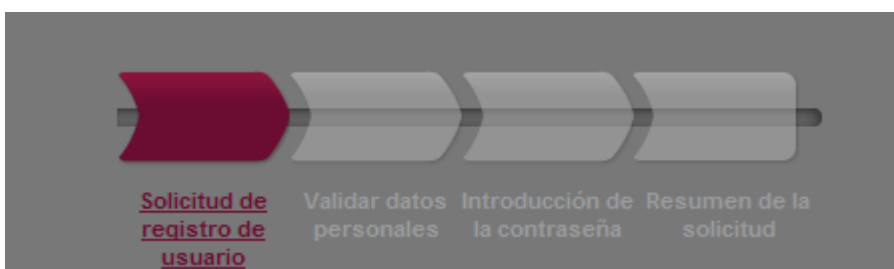 Solicitud de
registro de
usuario
Validar datos
personales
Introducción de
la contraseña
Resumen de la
solicitud